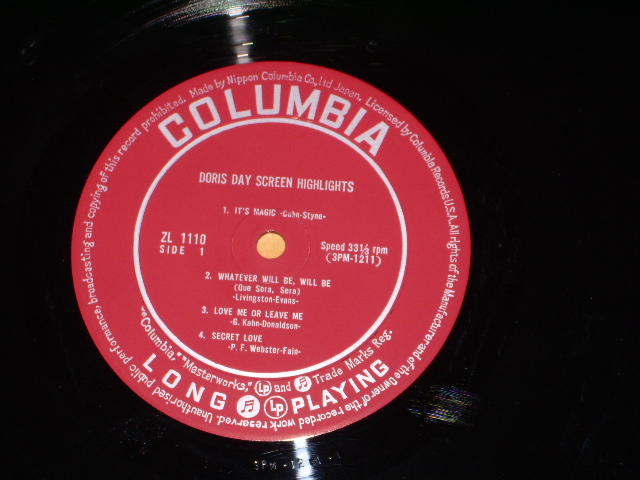 Unauthorised public performance, broadcasting and copying of this record prohibited. Made by Nippon Columbia Co., Ltd Japan. Licensed by Columbia Records U.S.A. All rights of the Manufacturer and of the Owner of the recorded work reserved.
COLUMBIA
DORIS DAY SCREEN HIGHLIGHTS
1. IT'S MAGIC -Cahn-Styne-
ZL 1110
SIDE 1
Speed 33 1/3 rpm
(3PM-1211)
2. WHATEVER WILL BE, WILL BE
(Que Sera, Sera)
-Livingston-Evans-
3. LOVE ME OR LEAVE ME
-G. Kahn-Donaldson-
4. SECRET LOVE
-P. F. Webster-Fain-
"Columbia," "Masterworks," Lp and Trade Marks Reg.
LONG Lp PLAYING